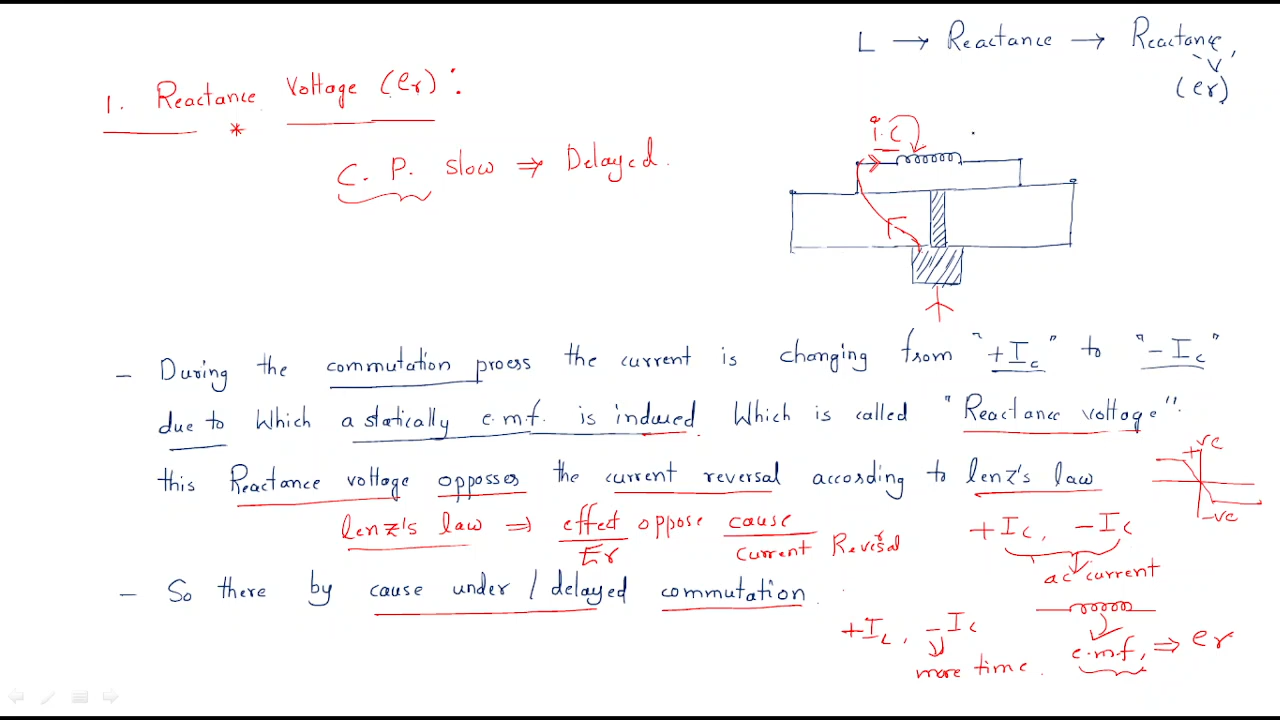 L → Reactance → Reactance,
(er)
1. Reactance Voltage (er) :
*
C. P. slow ⇒ Delayed.
i.c
- During the commutation proess the current is changing from "+Ic" to "-Ic"
due to Which a statically e.m.f. is induced Which is called "Reactance voltage".
this Reactance voltage opposses the current reversal according to lenz's law
+ve
-ve
lenz's law ⇒ effect oppose cause
Er current Reversal
+Ic, -Ic
ac current
- So there by cause under / delayed commutation.
+Ic, -Ic
more time.
e.m.f, ⇒ er